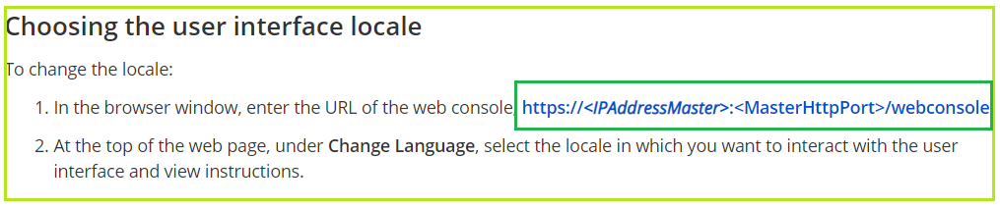 Choosing the user interface locale
To change the locale:
1. In the browser window, enter the URL of the web console, https://<IPAddressMaster>:<MasterHttpPort>/webconsole
2. At the top of the web page, under Change Language, select the locale in which you want to interact with the user
interface and view instructions.